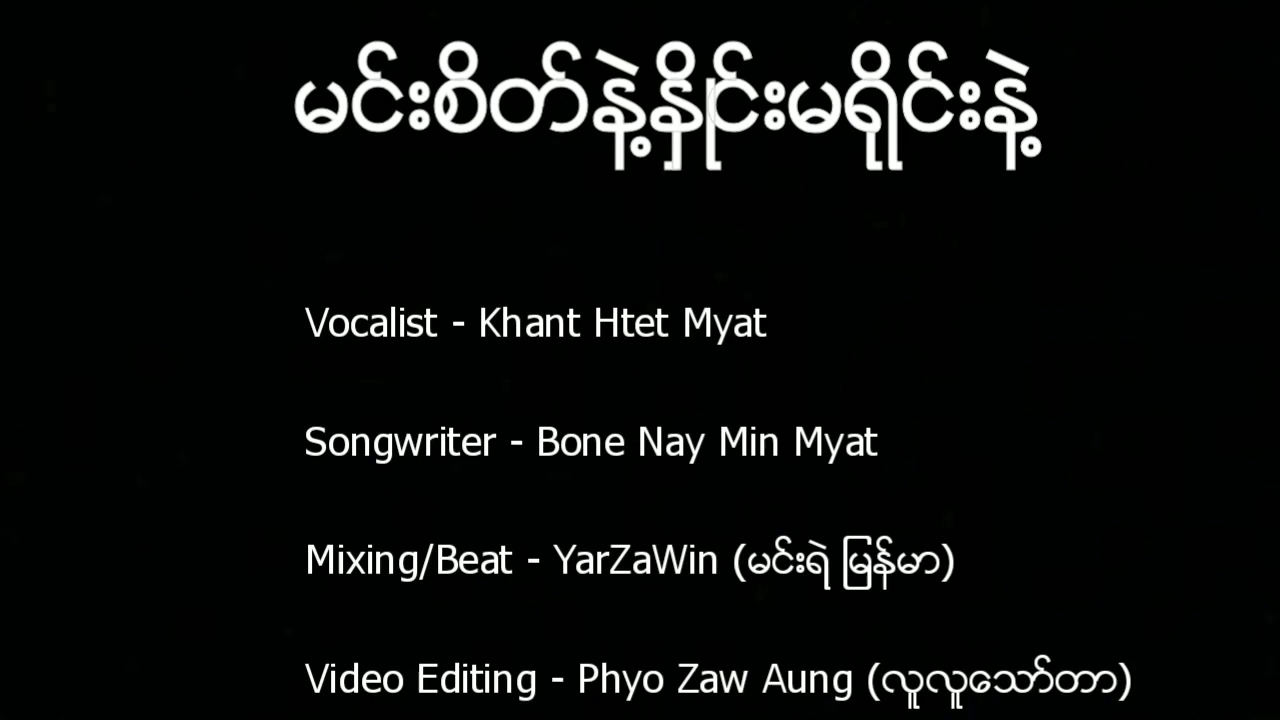 မင်းစိတ်နဲ့နှိုင်းမရိုင်းနဲ့
Vocalist - Khant Htet Myat
Songwriter - Bone Nay Min Myat
Mixing/Beat - YarZaWin (မင်းရဲ မြန်မာ)
Video Editing - Phyo Zaw Aung (လူလူသော်တာ)